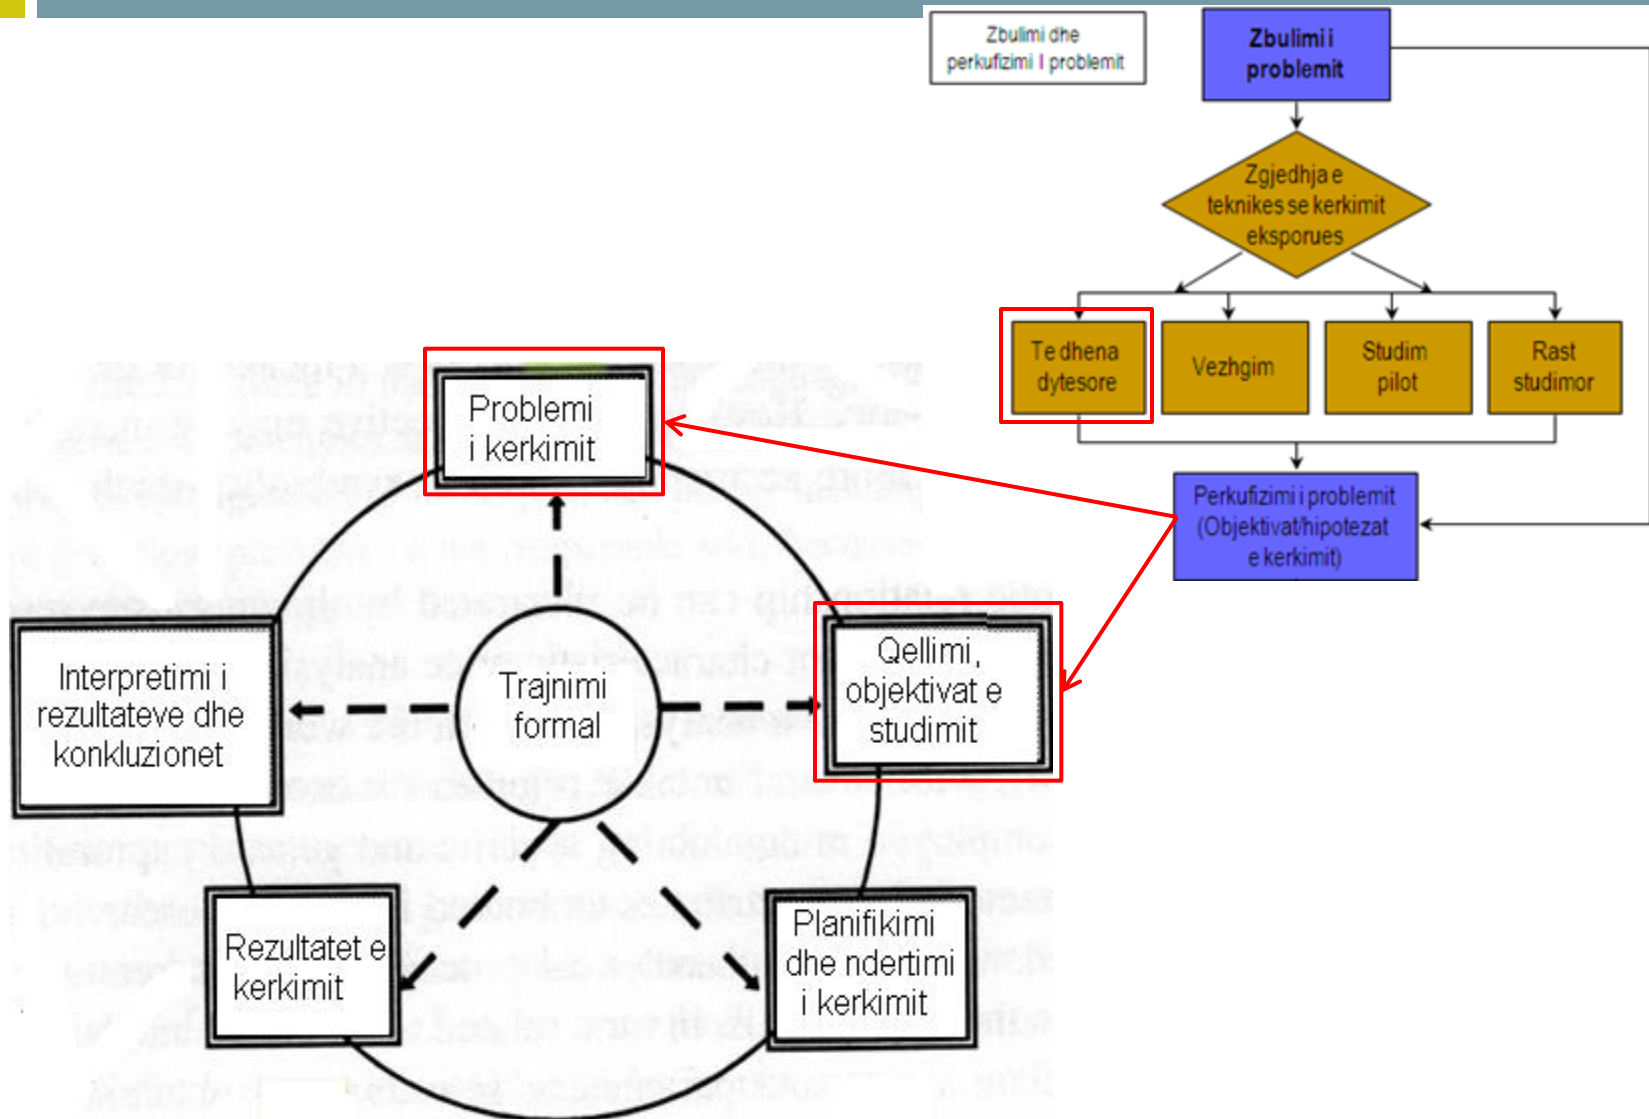 Zbulimi dhe
perkufizimi I problemit
Zbulimi i
problemit
Zgjedhja e
teknikes se kerkimit
eksporues
Te dhena
dytesore
Vezhgim
Studim
pilot
Rast
studimor
Perkufizimi i problemit
(Objektivat/hipotezat
e kerkimit)
Problemi
i kerkimit
Qellimi,
objektivat e
studimit
Trajnimi
formal
Interpretimi i
rezultateve dhe
konkluzionet
Rezultatet e
kerkimit
Planifikimi
dhe ndertimi
i kerkimit